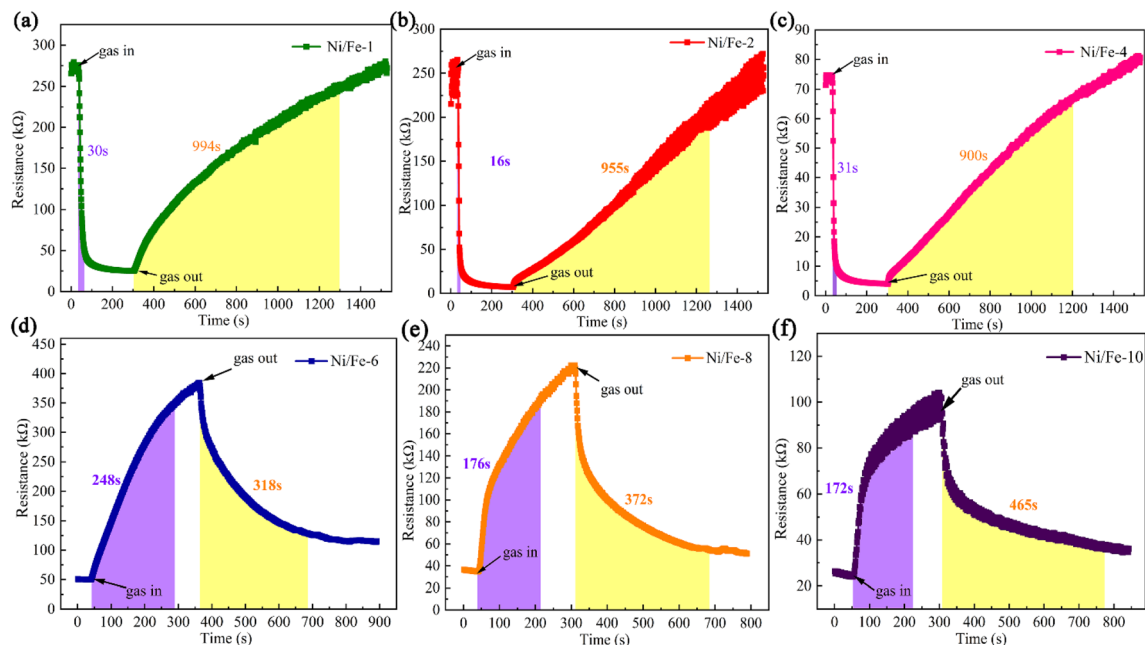 (a)
Ni/Fe-1
gas in
30s
994s
gas out
Resistance (kΩ)
300
250
200
150
100
50
0
0 200 400 600 800 1000 1200 1400
Time (s)
(b)
Ni/Fe-2
gas in
16s
955s
gas out
Resistance (kΩ)
300
250
200
150
100
50
0
0 200 400 600 800 1000 1200 1400
Time (s)
(c)
Ni/Fe-4
gas in
31s
900s
gas out
Resistance (kΩ)
90
80
70
60
50
40
30
20
10
0
0 200 400 600 800 1000 1200 1400
Time (s)
(d)
Ni/Fe-6
gas out
248s
318s
gas in
Resistance (kΩ)
450
400
350
300
250
200
150
100
50
0
0 100 200 300 400 500 600 700 800 900
Time (s)
(e)
Ni/Fe-8
gas out
176s
372s
gas in
Resistance (kΩ)
240
220
200
180
160
140
120
100
80
60
40
20
0
0 100 200 300 400 500 600 700 800
Time (s)
(f)
Ni/Fe-10
gas out
172s
465s
gas in
Resistance (kΩ)
120
100
80
60
40
20
0 100 200 300 400 500 600 700 800
Time (s)